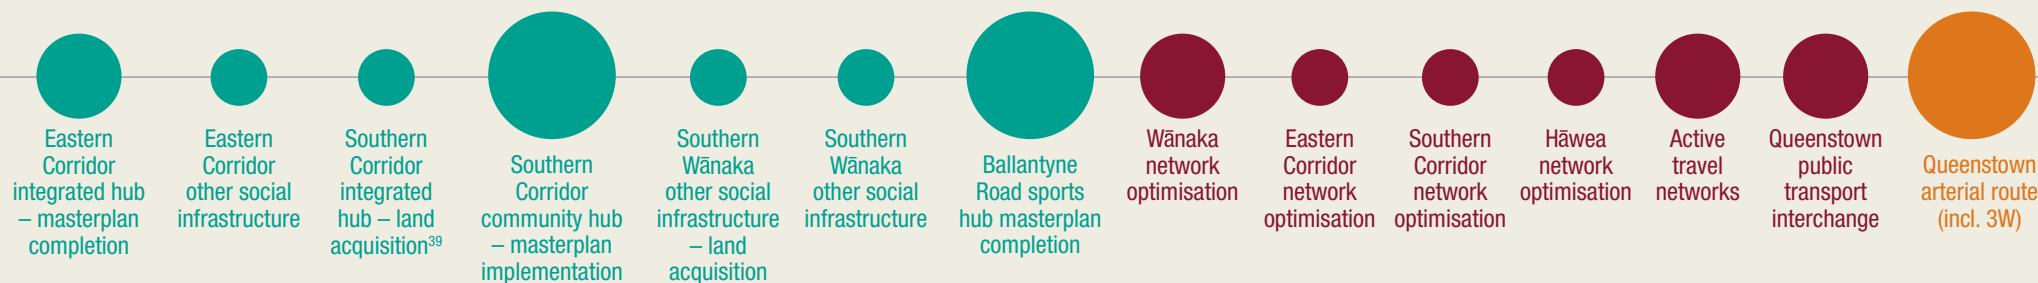 Eastern
Corridor
integrated hub
– masterplan
completion
Eastern
Corridor
other social
infrastructure
Southern
Corridor
integrated
hub – land
acquisition39
Southern
Corridor
community hub
– masterplan
implementation
Southern
Wānaka
other social
infrastructure
– land
acquisition
Southern
Wānaka
other social
infrastructure
Ballantyne
Road sports
hub masterplan
completion
Wānaka
network
optimisation
Eastern
Corridor
network
optimisation
Southern
Corridor
network
optimisation
Hāwea
network
optimisation
Active
travel
networks
Queenstown
public
transport
interchange
Queenstown
arterial route
(incl. 3W)